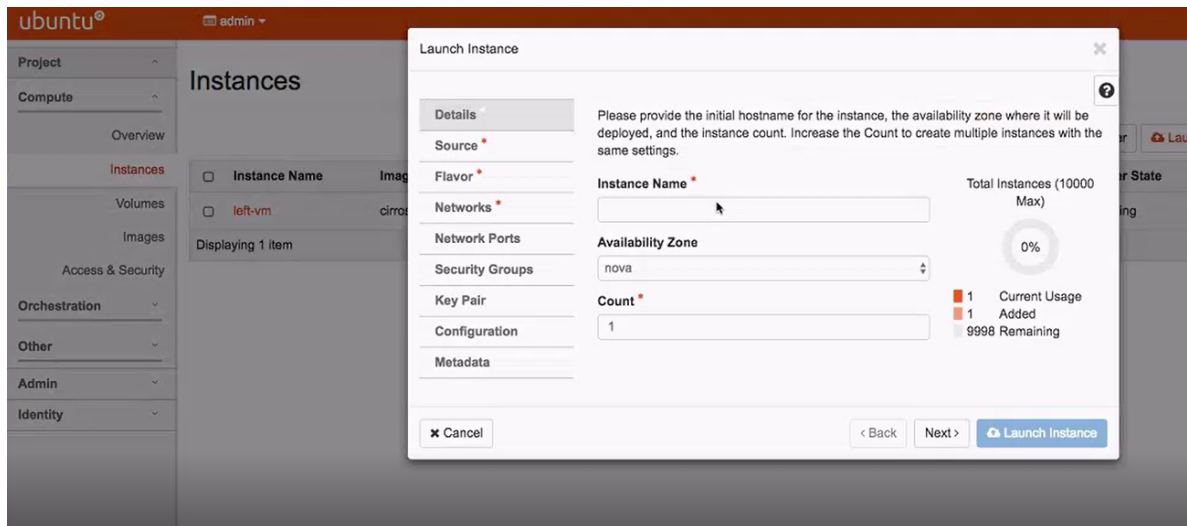 ubuntu®
admin
Project
Compute
Overview
Instances
Volumes
Images
Access & Security
Orchestration
Other
Admin
Identity
Instances
Instance Name
left-vm
Displaying 1 item
Launch Instance
Details
Source *
Flavor *
Networks *
Network Ports
Security Groups
Key Pair
Configuration
Metadata
Please provide the initial hostname for the instance, the availability zone where it will be
deployed, and the instance count. Increase the Count to create multiple instances with the
same settings.
Instance Name *
Availability Zone
nova
Count *
1
Total Instances (10000
Max)
0%
1 Current Usage
1 Added
9998 Remaining
Cancel
< Back
Next >
Launch Instance
State